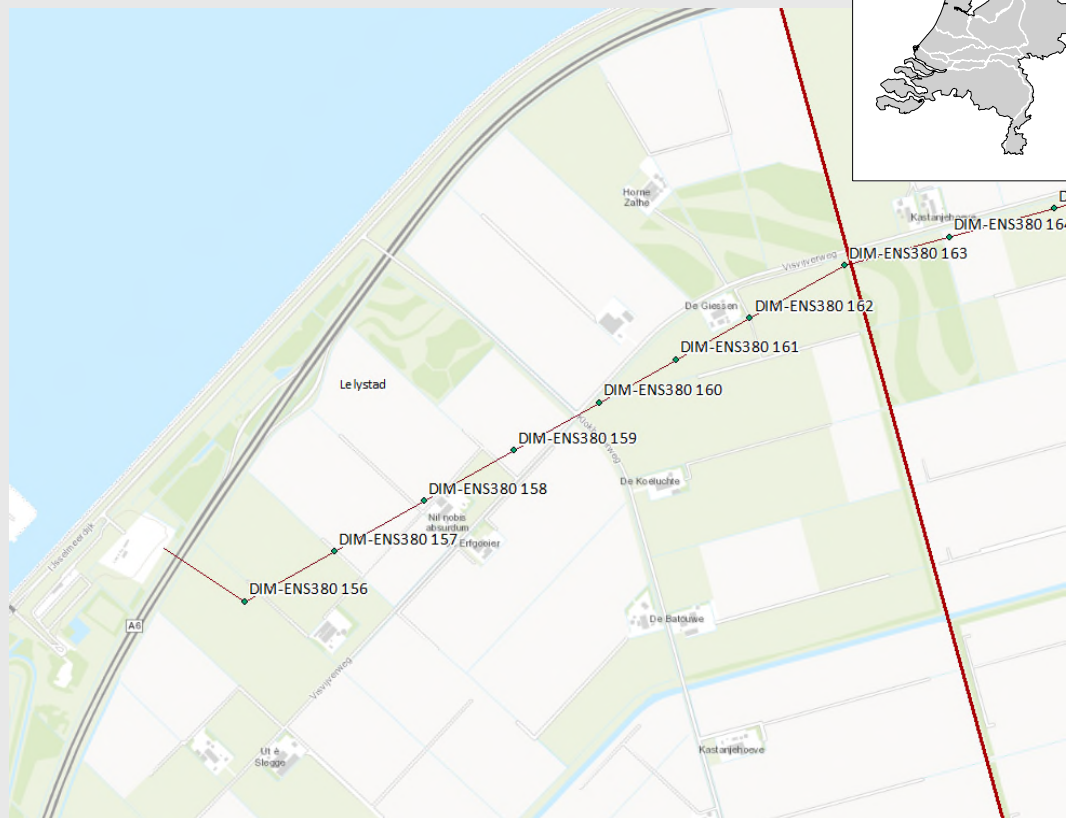 Horne
Zathe
Kastanjehoeve
D
DIM-ENS380 164
DIM-ENS380 163
Visvijverweg
De Giessen
DIM-ENS380 162
DIM-ENS380 161
Lelystad
DIM-ENS380 160
DIM-ENS380 159
De Koeluchte
DIM-ENS380 158
Nil nobis
absurdum
Erfgooier
DIM-ENS380 157
IJsselmeerdijk
DIM-ENS380 156
A6
De Batouwe
Visvijverweg
Ut è
Slegge
Kastanjehoeve